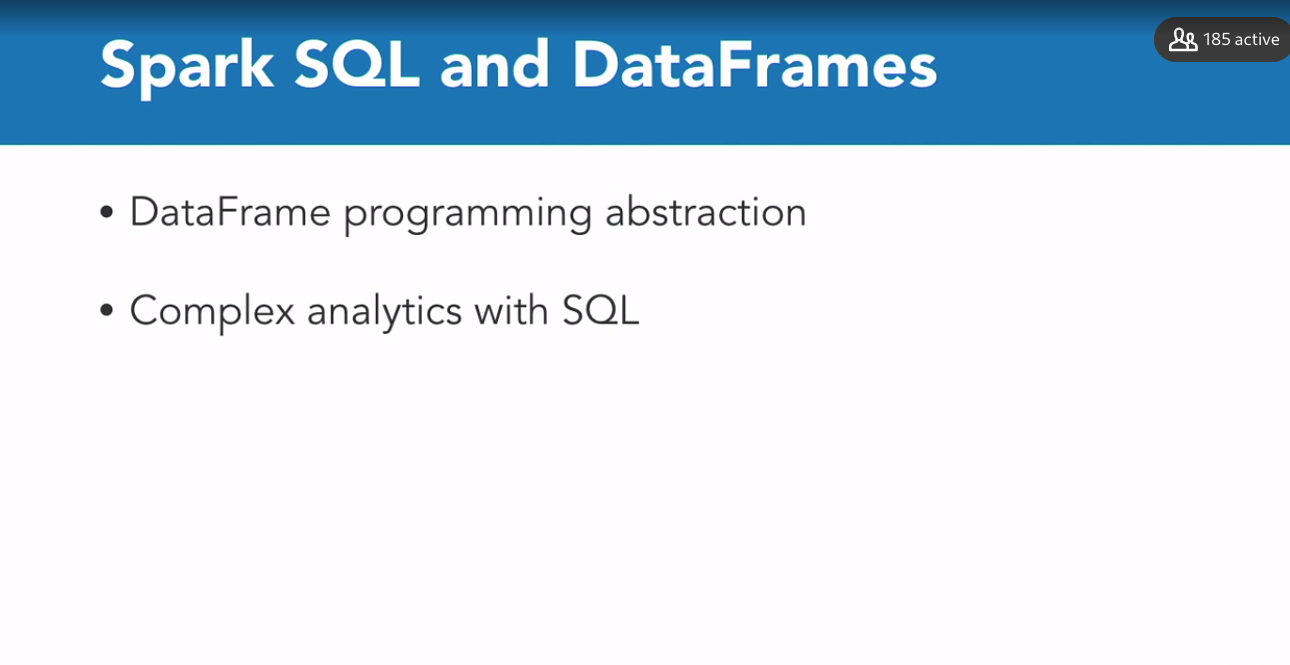 Spark SQL and DataFrames
185 active
• DataFrame programming abstraction
• Complex analytics with SQL